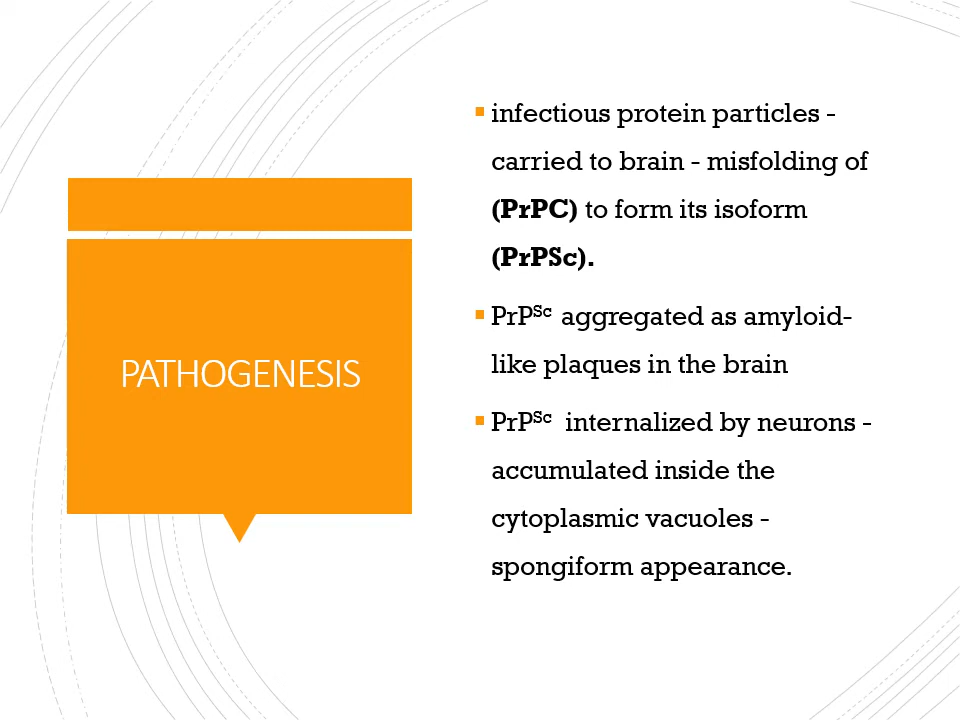 PATHOGENESIS
▪ infectious protein particles -
carried to brain - misfolding of
(PrPC) to form its isoform
(PrPSc).
▪ PrPˢᶜ aggregated as amyloid-
like plaques in the brain
▪ PrPˢᶜ internalized by neurons -
accumulated inside the
cytoplasmic vacuoles -
spongiform appearance.